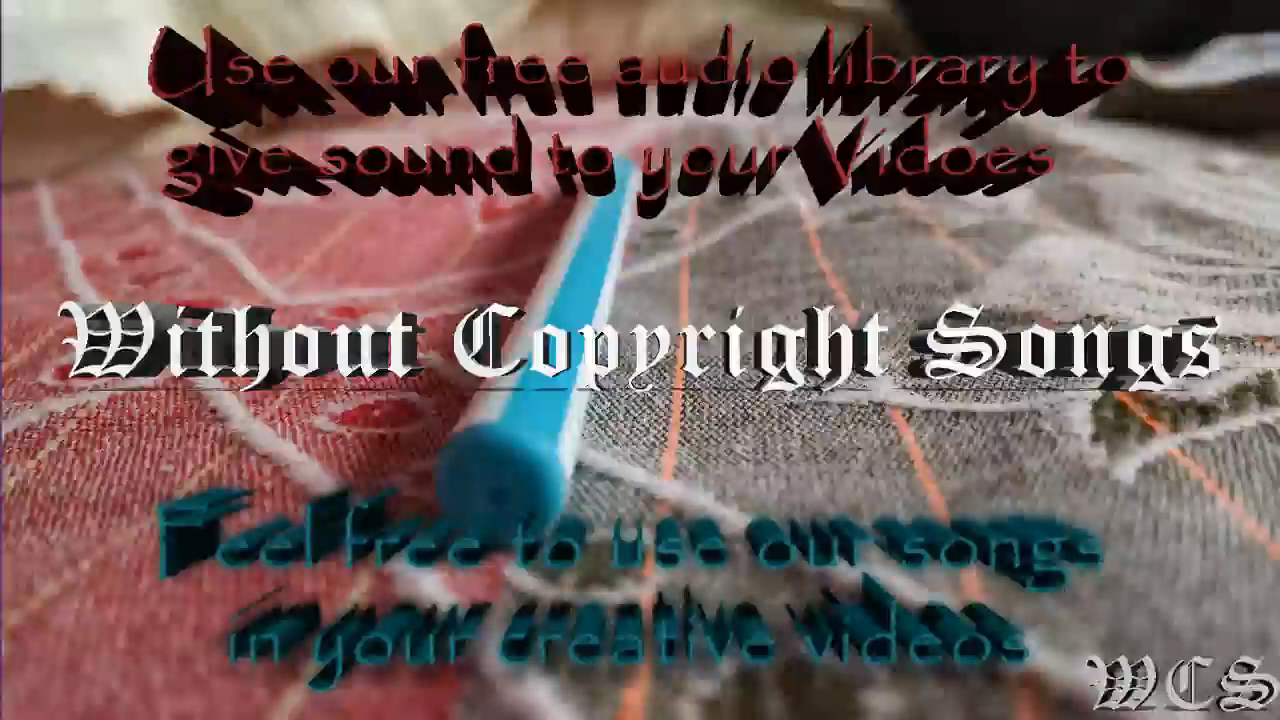 Use our free audio library to
give sound to your Vidoes
Without Copyright Songs
Feel free to use our songs
in your creative videos
WCS